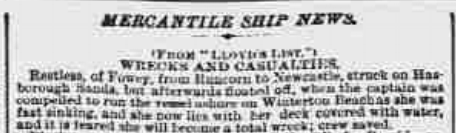 MERCANTILE SHIP NEWS.
(FROM "LLOYD'S LIST.")
WRECKS AND CASUALTIES.
Restless, of Fowey, from Runcorn to Newcastle, struck on Has-
borough Sands, but afterwards floated off, when the captain was
compelled to run the vessel ashore on Winterton Beach as she was
fast sinking, and she now lies with her deck covered with water,
and it is feared she will become a total wreck; crew saved.